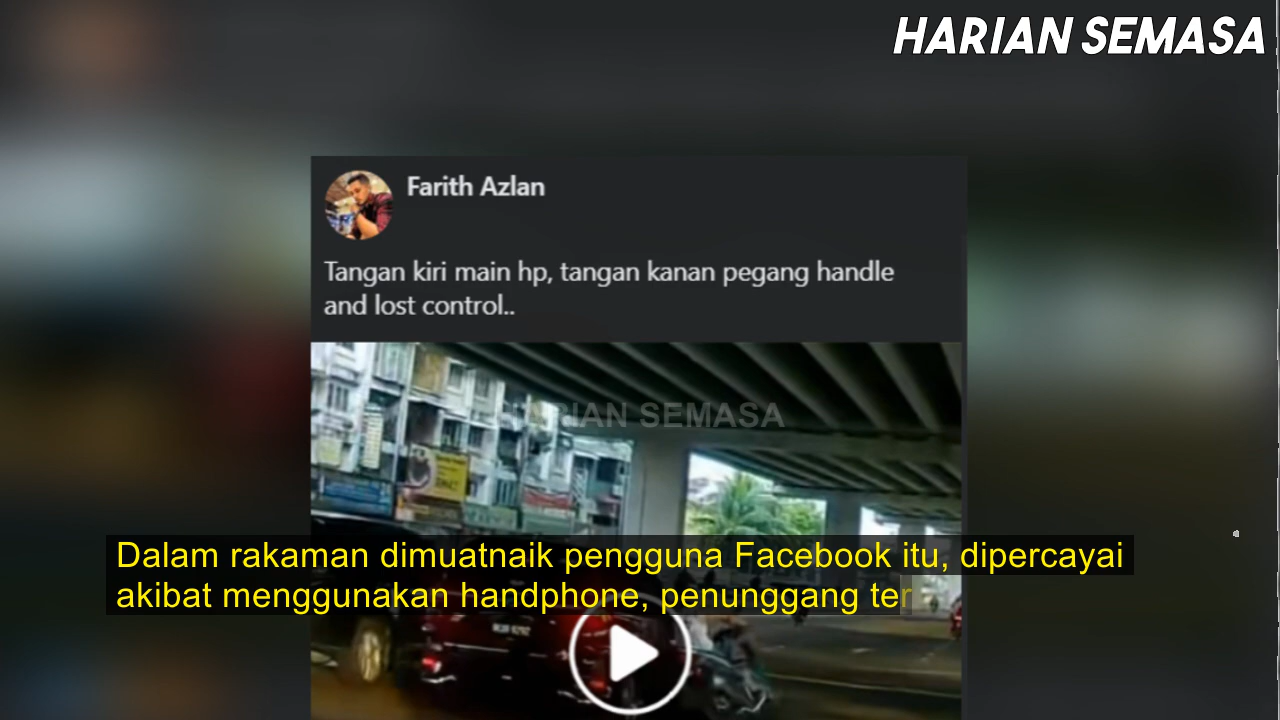 HARIAN SEMASA
Farith Azlan
Tangan kiri main hp, tangan kanan pegang handle
and lost control..
HARIAN SEMASA
Dalam rakaman dimuatnaik pengguna Facebook itu, dipercayai
akibat menggunakan handphone, penunggang ter